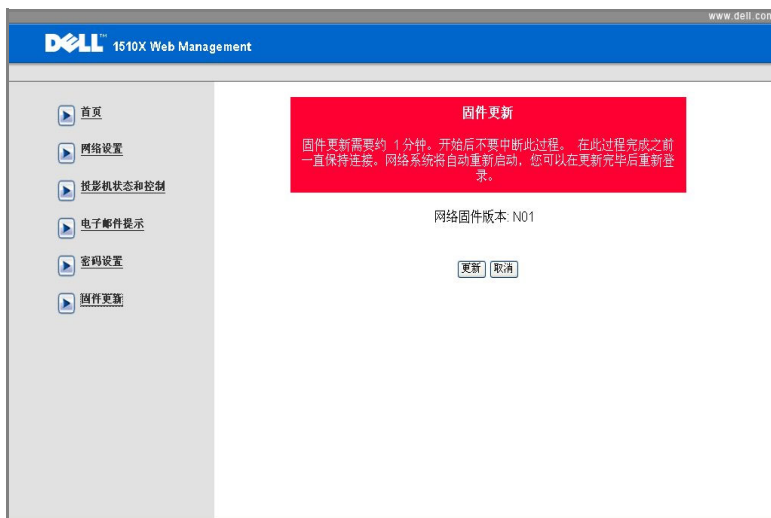 www.dell.com
DELL™ 1510X Web Management
首页
网络设置
投影机状态和控制
电子邮件提示
密码设置
固件更新
固件更新
固件更新需要约 1分钟。开始后不要中断此过程。 在此过程完成之前
一直保持连接。网络系统将自动重新启动，您可以在更新完毕后重新登
录。
网络固件版本: N01
更新 取消